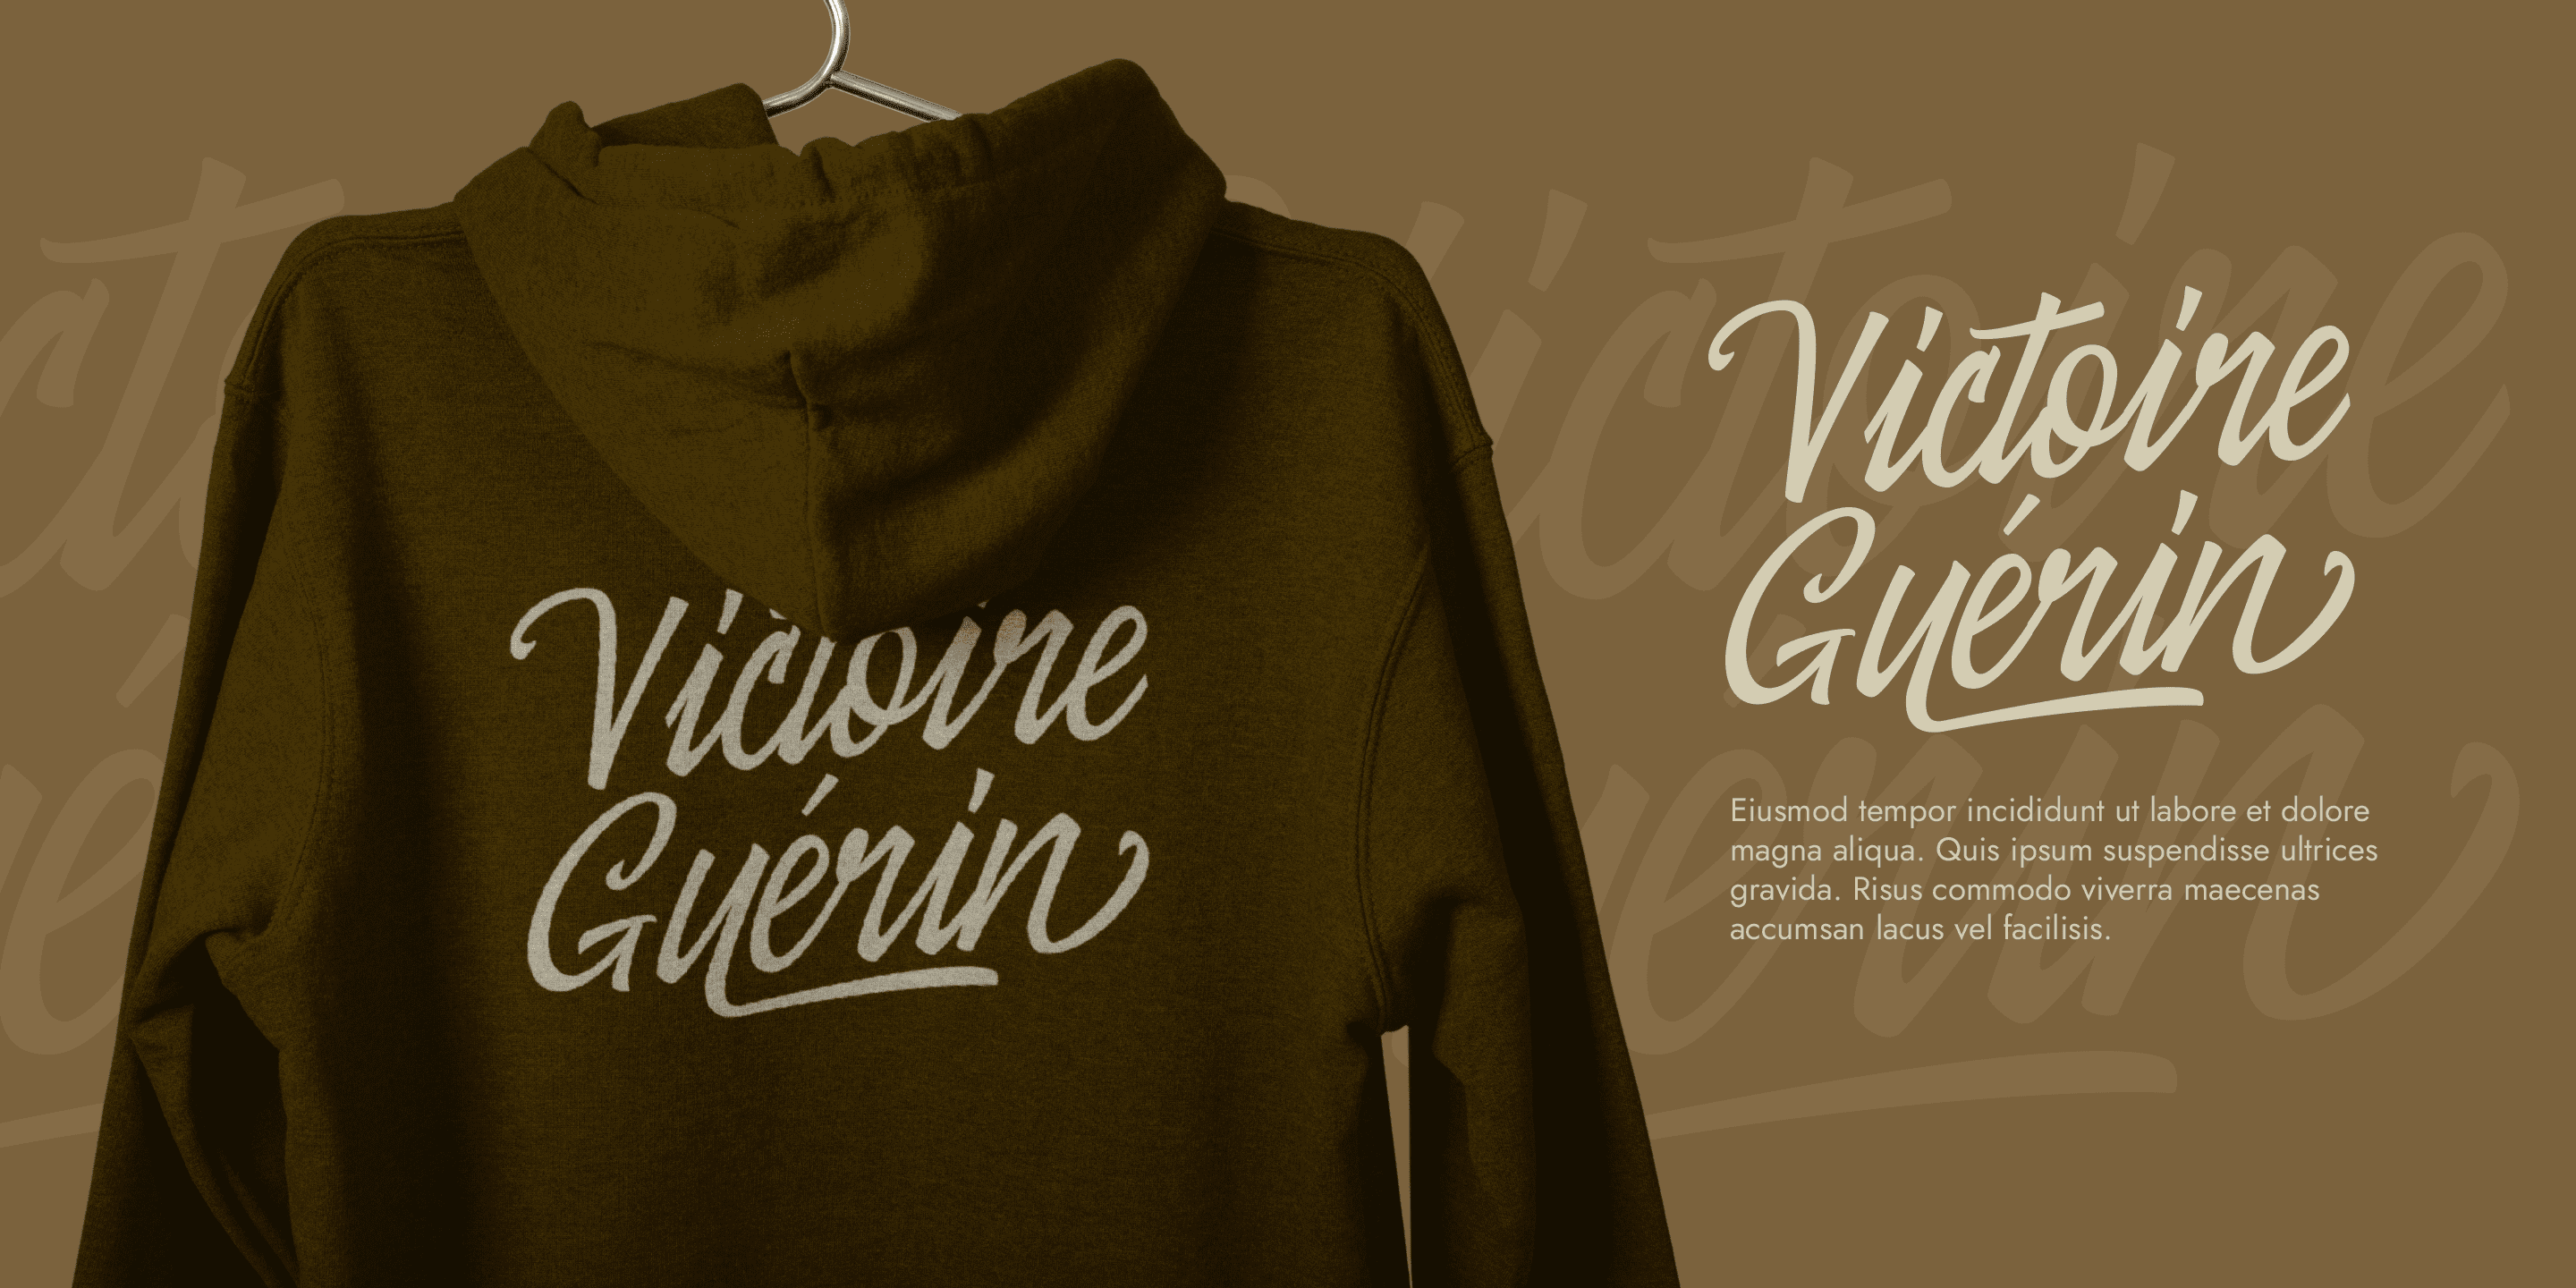 Victoire
Guérin
Victoire
Guérin
Eiusmod tempor incididunt ut labore et dolore
magna aliqua. Quis ipsum suspendisse ultrices
gravida. Risus commodo viverra maecenas
accumsan lacus vel facilisis.